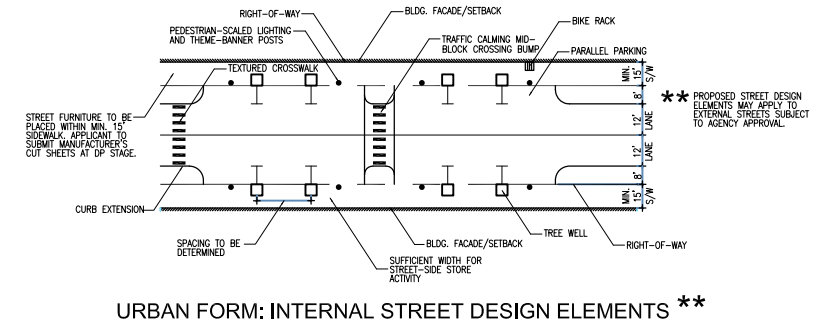 RIGHT-OF-WAY
BLDG. FACADE/SETBACK
BIKE RACK
PEDESTRIAN-SCALED LIGHTING
AND THEME-BANNER POSTS
TRAFFIC CALMING MID-
BLOCK CROSSING BUMP
PARALLEL PARKING
TEXTURED CROSSWALK
STREET FURNITURE TO BE
PLACED WITHIN MIN. 15'
SIDEWALK. APPLICANT TO
SUBMIT MANUFACTURER'S
CUT SHEETS AT DP STAGE.
MIN.
15'
S/W
8'
12'
LANE
12'
LANE
8'
MIN.
15'
S/W
** PROPOSED STREET DESIGN
ELEMENTS MAY APPLY TO
EXTERNAL STREETS SUBJECT
TO AGENCY APPROVAL.
CURB EXTENSION
SPACING TO BE
DETERMINED
SUFFICIENT WIDTH FOR
STREET-SIDE STORE
ACTIVITY
BLDG. FACADE/SETBACK
TREE WELL
RIGHT-OF-WAY
URBAN FORM: INTERNAL STREET DESIGN ELEMENTS **